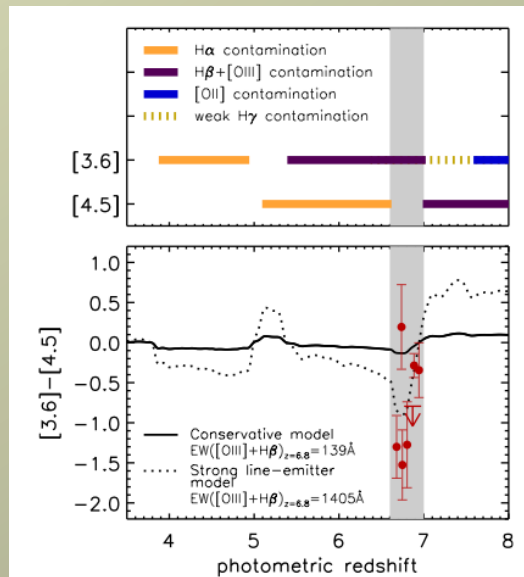 Hα contamination
Hβ+[OIII] contamination
[OII] contamination
weak Hγ contamination
[3.6]
[4.5]
1.0
0.5
0.0
−0.5
−1.0
−1.5
−2.0
[3.6]−[4.5]
Conservative model
EW([OIII]+Hβ)z=6.8=139Å
Strong line−emitter
model
EW([OIII]+Hβ)z=6.8=1405Å
4 5 6 7 8
photometric redshift